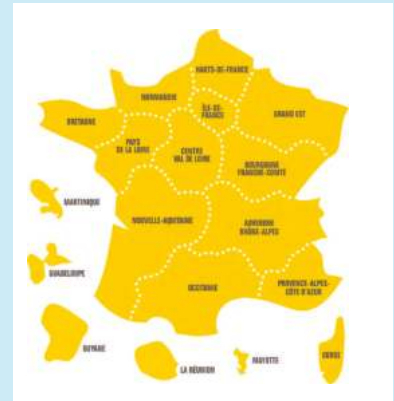 HAUTS-DE-FRANCE
NORMANDIE
ÎLE-DE-
FRANCE
GRAND EST
BRETAGNE
PAYS
DE LA LOIRE
CENTRE
VAL DE LOIRE
BOURGOGNE
FRANCHE-COMTÉ
MARTINIQUE
NOUVELLE-AQUITAINE
AUVERGNE
RHÔNE-ALPES
GUADELOUPE
OCCITANIE
PROVENCE-ALPES-
CÔTE D'AZUR
GUYANE
LA RÉUNION
MAYOTTE
CORSE